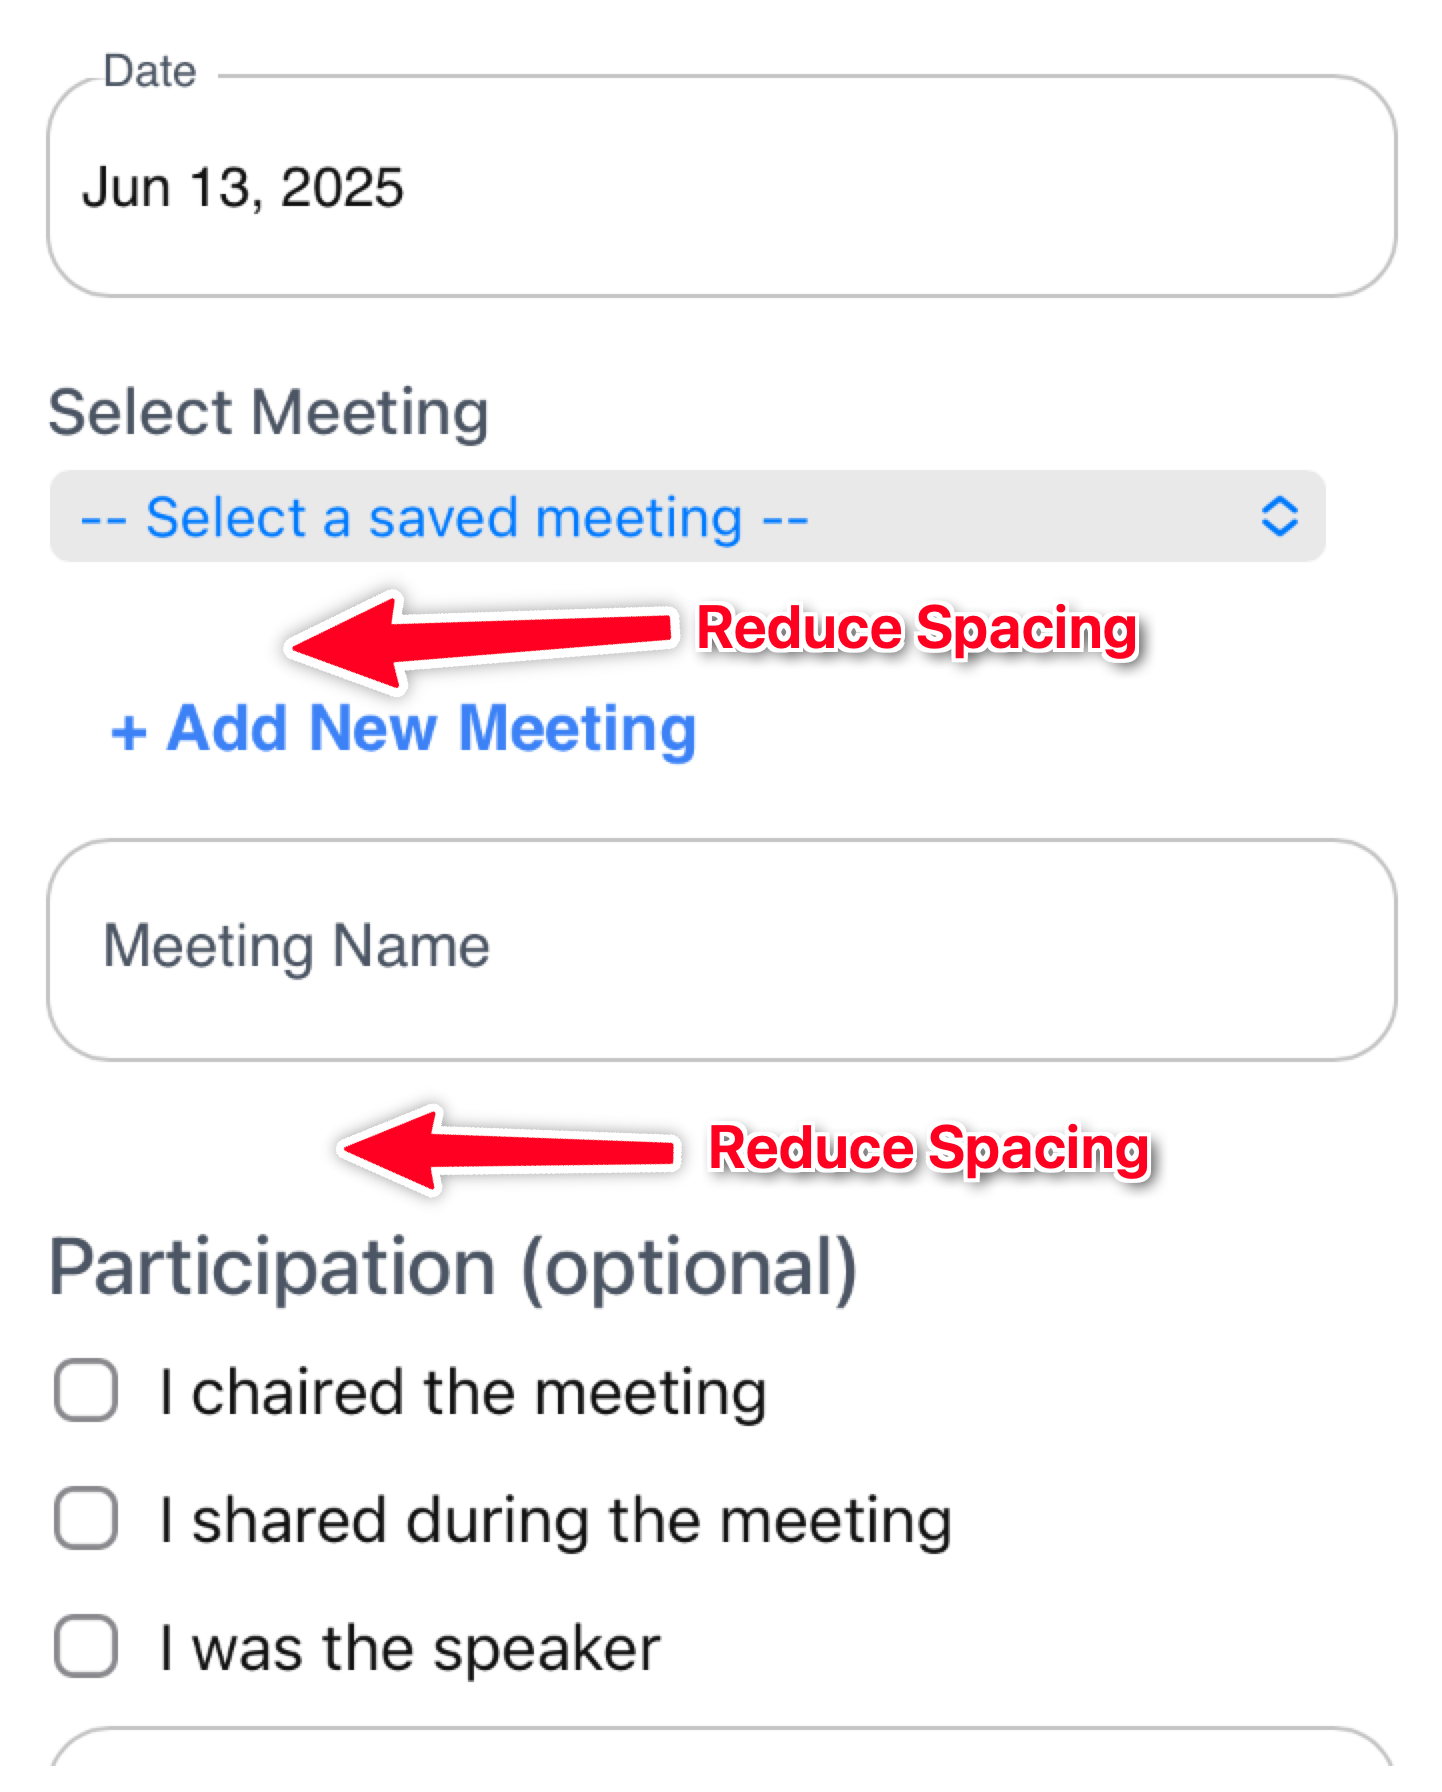 Date
Jun 13, 2025
Select Meeting
-- Select a saved meeting --
Reduce Spacing
+ Add New Meeting
Meeting Name
Reduce Spacing
Participation (optional)
I chaired the meeting
I shared during the meeting
I was the speaker